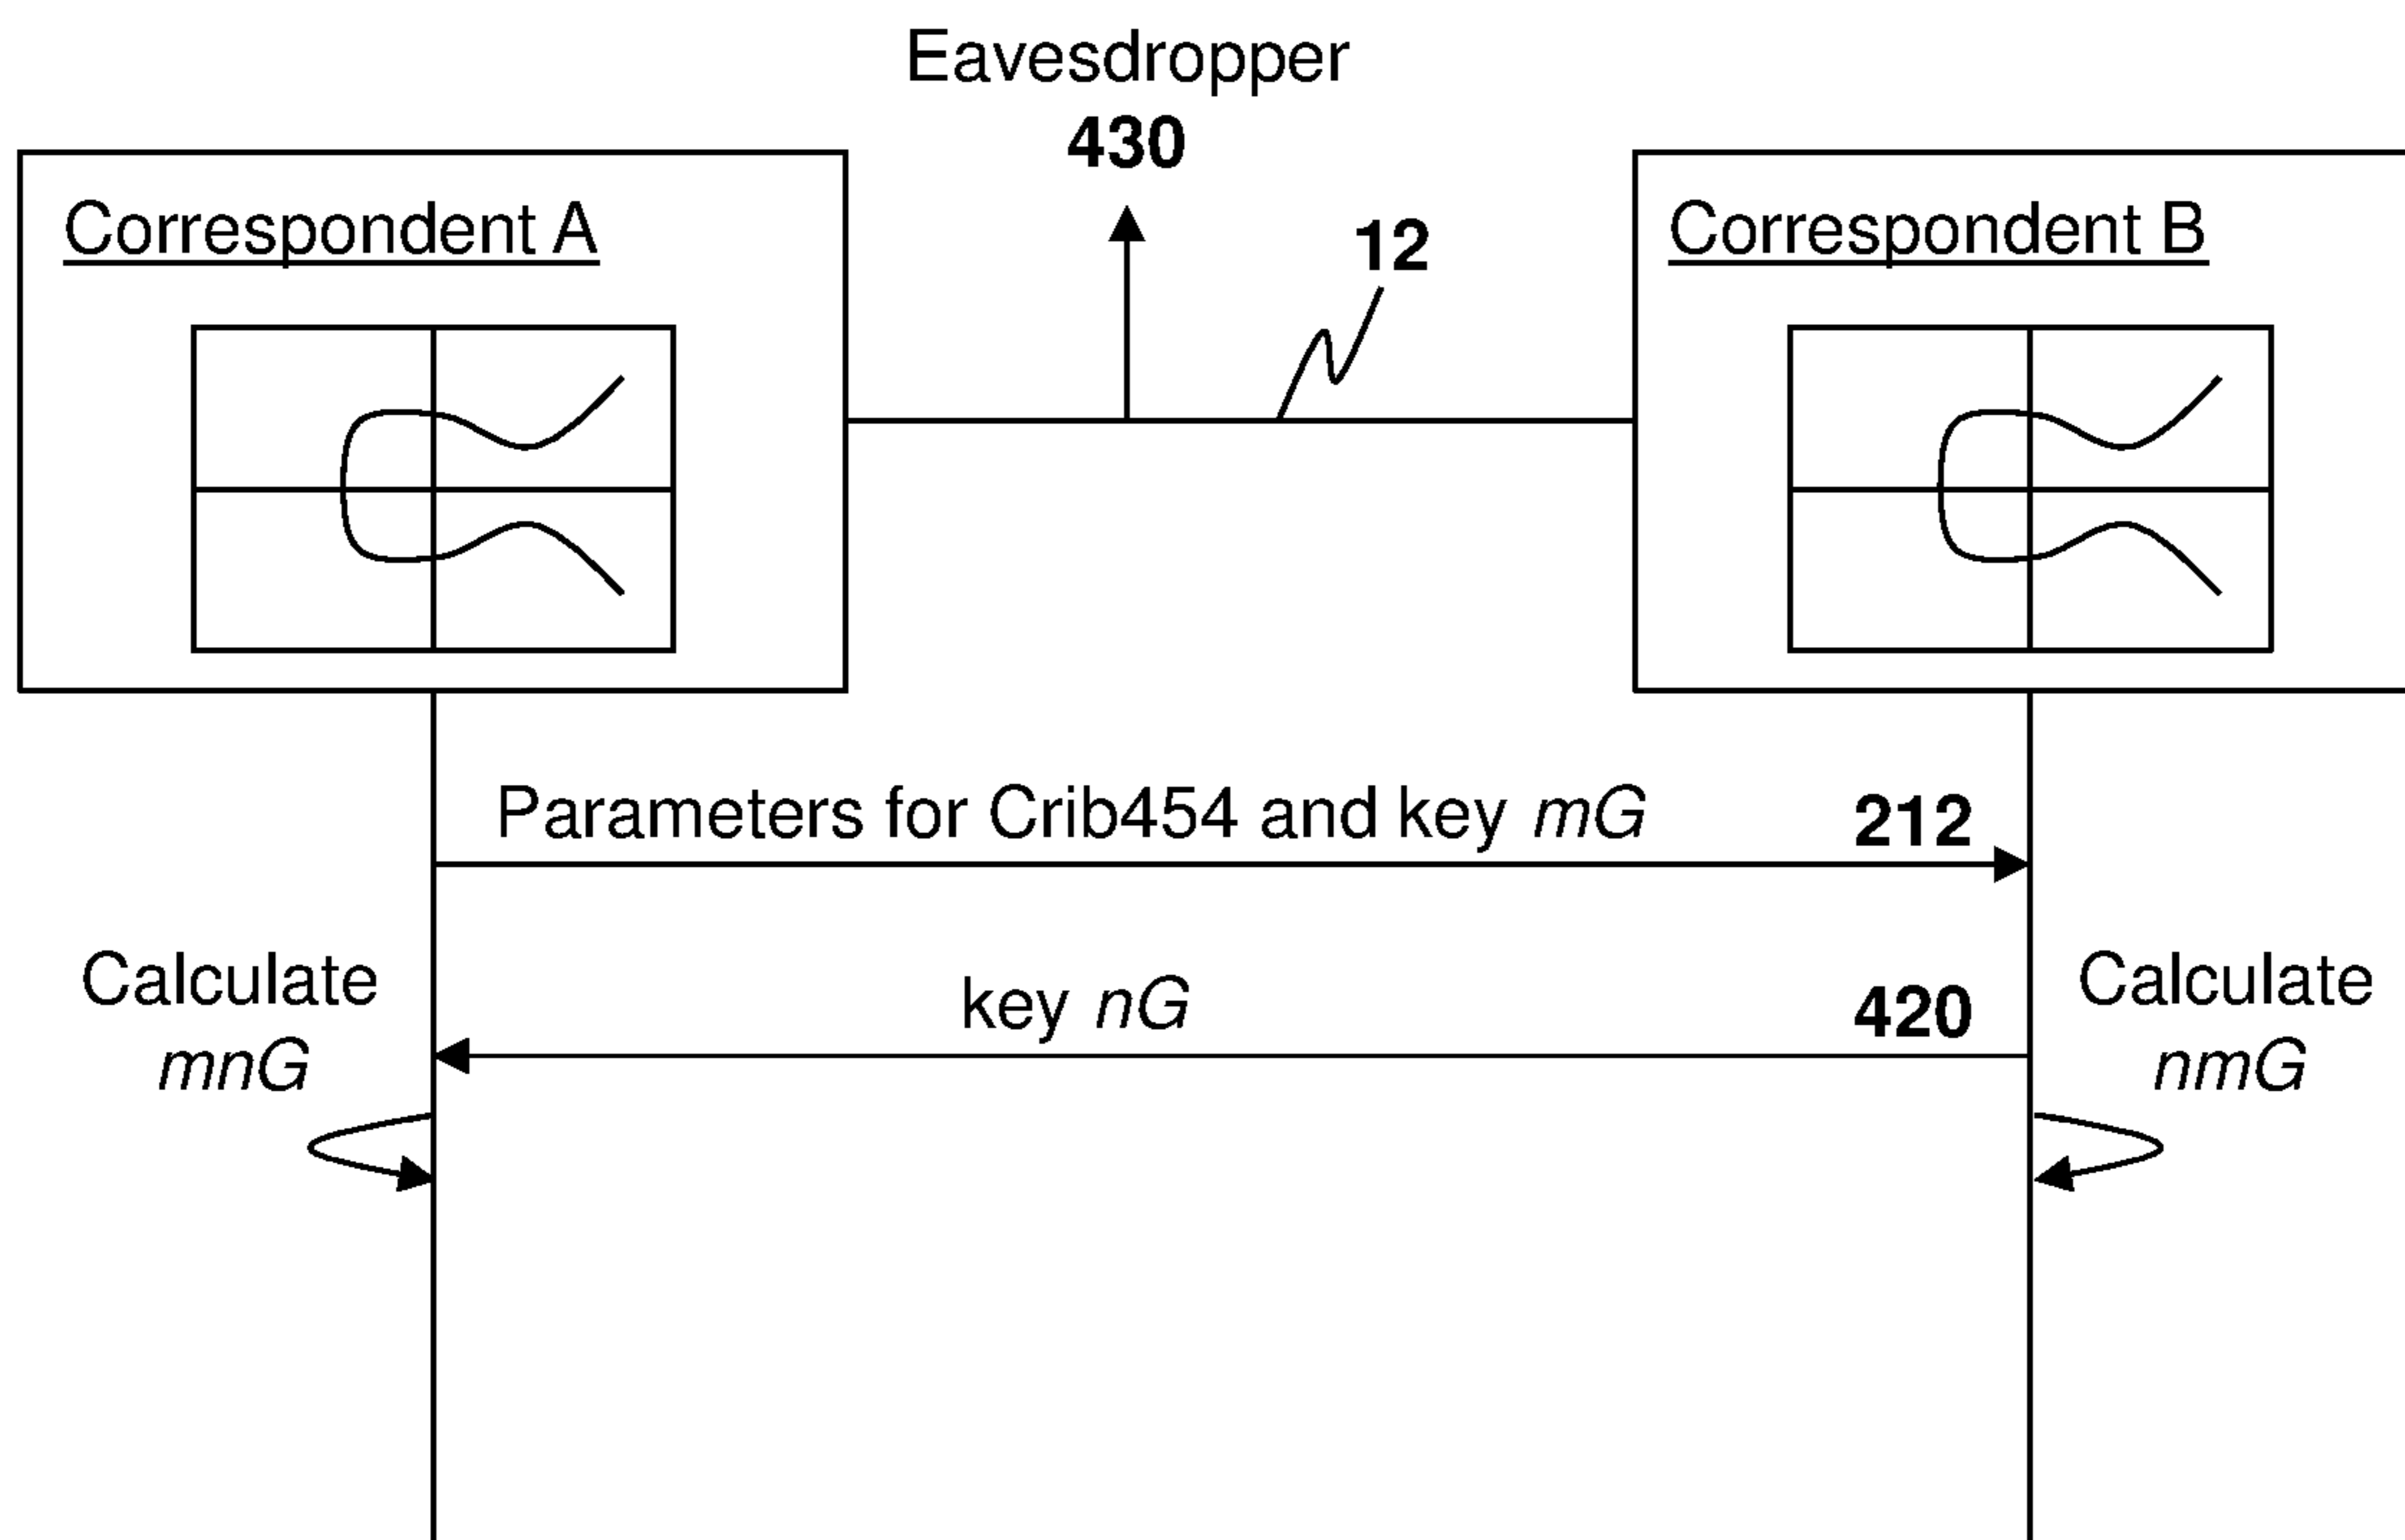 Eavesdropper
430
12
Correspondent A
Correspondent B
Parameters for Crib454 and key mG 212
Calculate
mnG
key nG 420
Calculate
nmG